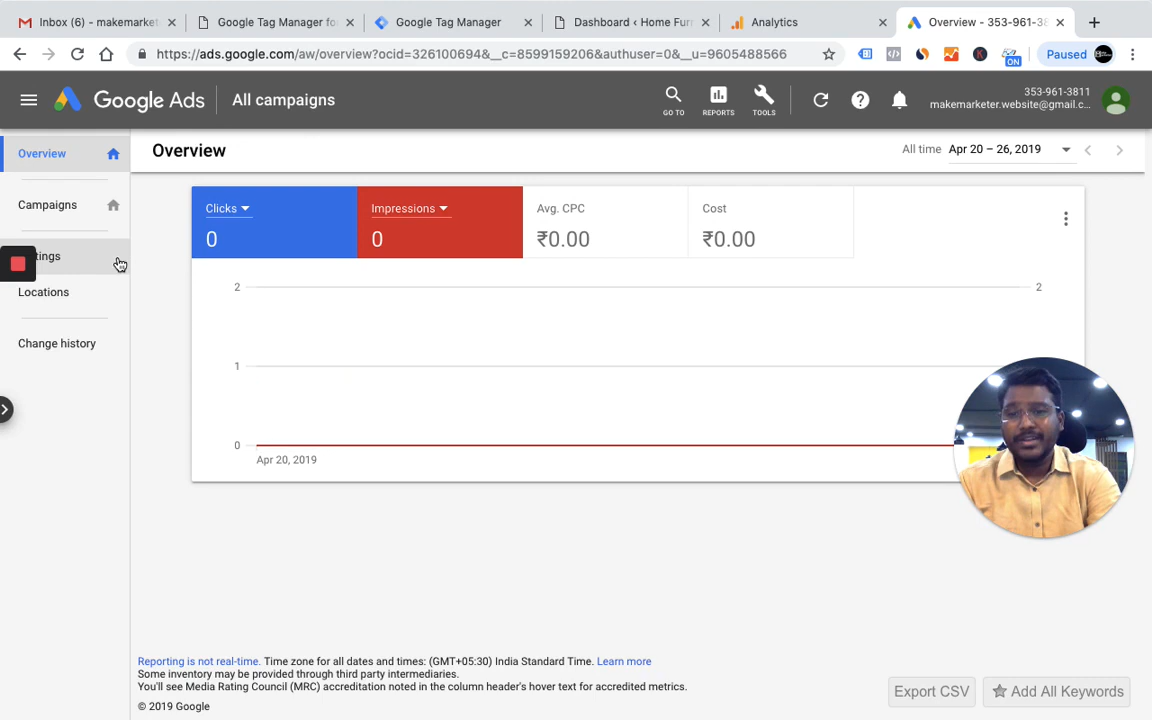 Inbox (6) - makemarket
Google Tag Manager fo
Google Tag Manager
Dashboard ‹ Home Furn
Analytics
Overview - 353-961-38
https://ads.google.com/aw/overview?ocid=326100694&__c=8599159206&authuser=0&__u=9605488566
ON
Paused
Google Ads
All campaigns
GO TO
REPORTS
TOOLS
353-961-3811
makemarketer.website@gmail.c...
Overview
Campaigns
tings
Locations
Change history
Overview
All time
Apr 20 – 26, 2019
Clicks
0
Impressions
0
Avg. CPC
₹0.00
Cost
₹0.00
2
2
1
0
Apr 20, 2019
Reporting is not real-time. Time zone for all dates and times: (GMT+05:30) India Standard Time. Learn more
Some inventory may be provided through third party intermediaries.
You'll see Media Rating Council (MRC) accreditation noted in the column header's hover text for accredited metrics.
© 2019 Google
Export CSV
Add All Keywords